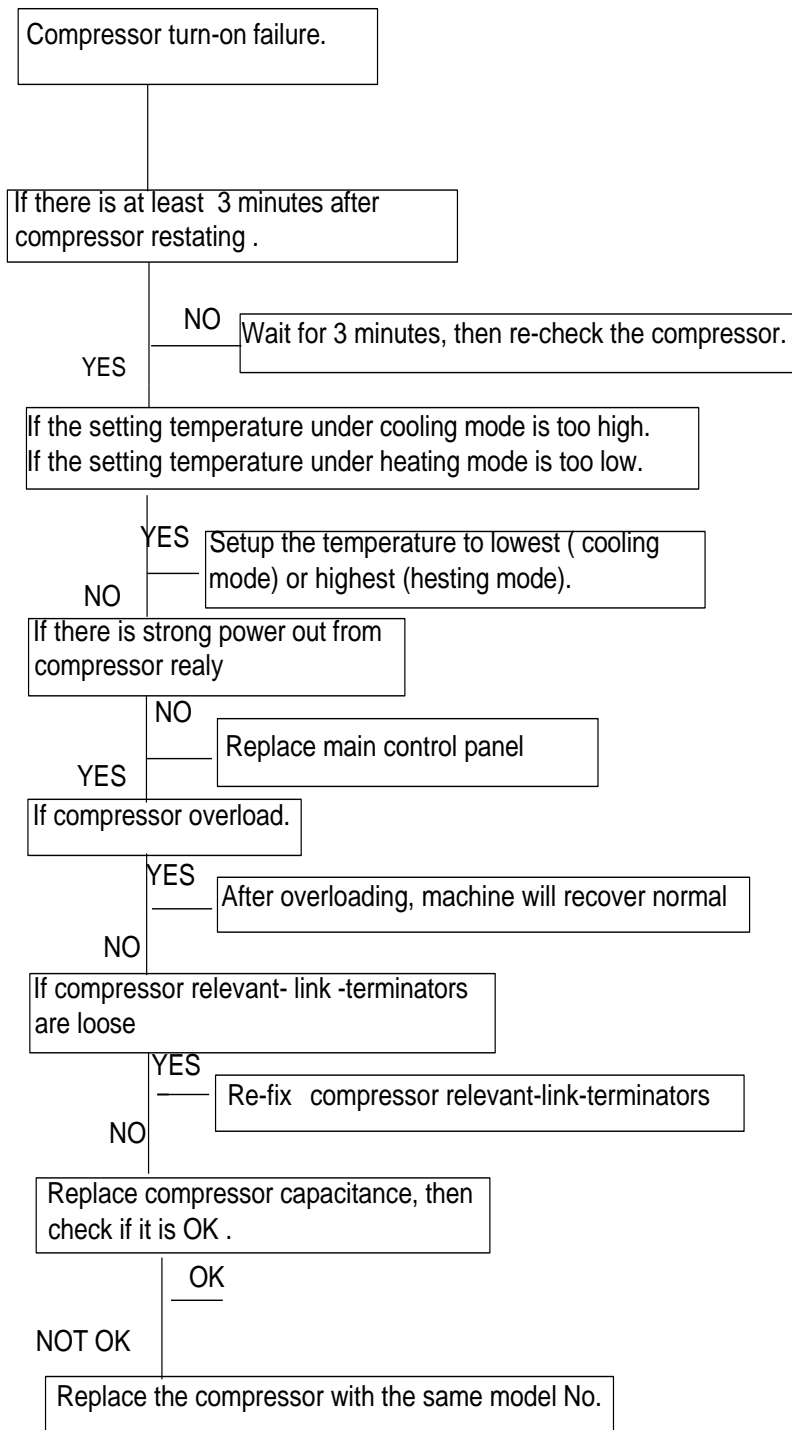 Compressor turn-on failure.
If there is at least 3 minutes after
compressor restating .
NO
Wait for 3 minutes, then re-check the compressor.
YES
If the setting temperature under cooling mode is too high.
If the setting temperature under heating mode is too low.
YES
Setup the temperature to lowest ( cooling
mode) or highest (hesting mode).
NO
If there is strong power out from
compressor realy
NO
Replace main control panel
YES
If compressor overload.
YES
After overloading, machine will recover normal
NO
If compressor relevant- link -terminators
are loose
YES
Re-fix compressor relevant-link-terminators
NO
Replace compressor capacitance, then
check if it is OK .
OK
NOT OK
Replace the compressor with the same model No.